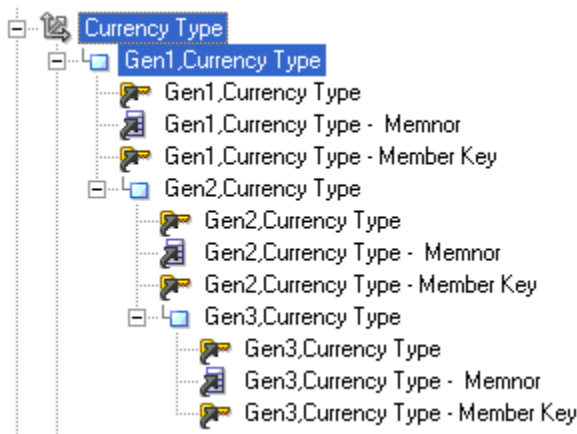 Currency Type
Gen1,Currency Type
Gen1,Currency Type
Gen1,Currency Type - Memnor
Gen1,Currency Type - Member Key
Gen2,Currency Type
Gen2,Currency Type
Gen2,Currency Type - Memnor
Gen2,Currency Type - Member Key
Gen3,Currency Type
Gen3,Currency Type
Gen3,Currency Type - Memnor
Gen3,Currency Type - Member Key